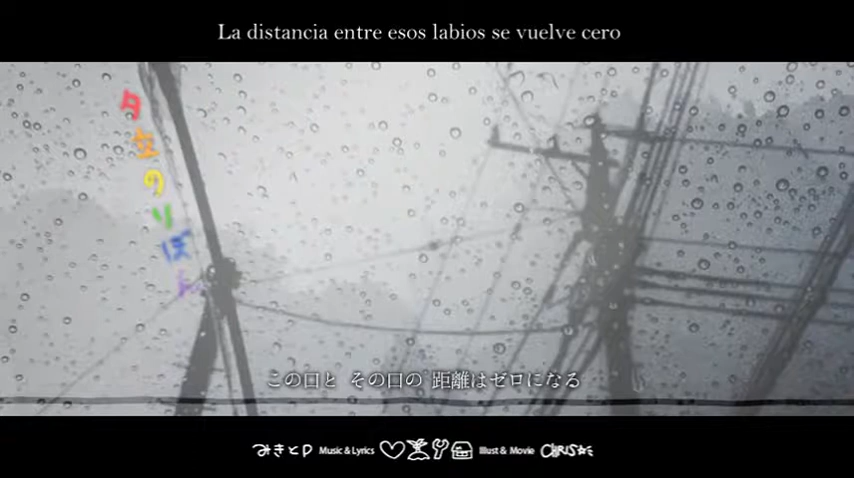 La distancia entre esos labios se vuelve cero
夕立のりぼん
この口と その口の 距離はゼロになる
みきとP Music & Lyrics Illust & Movie CHRIS